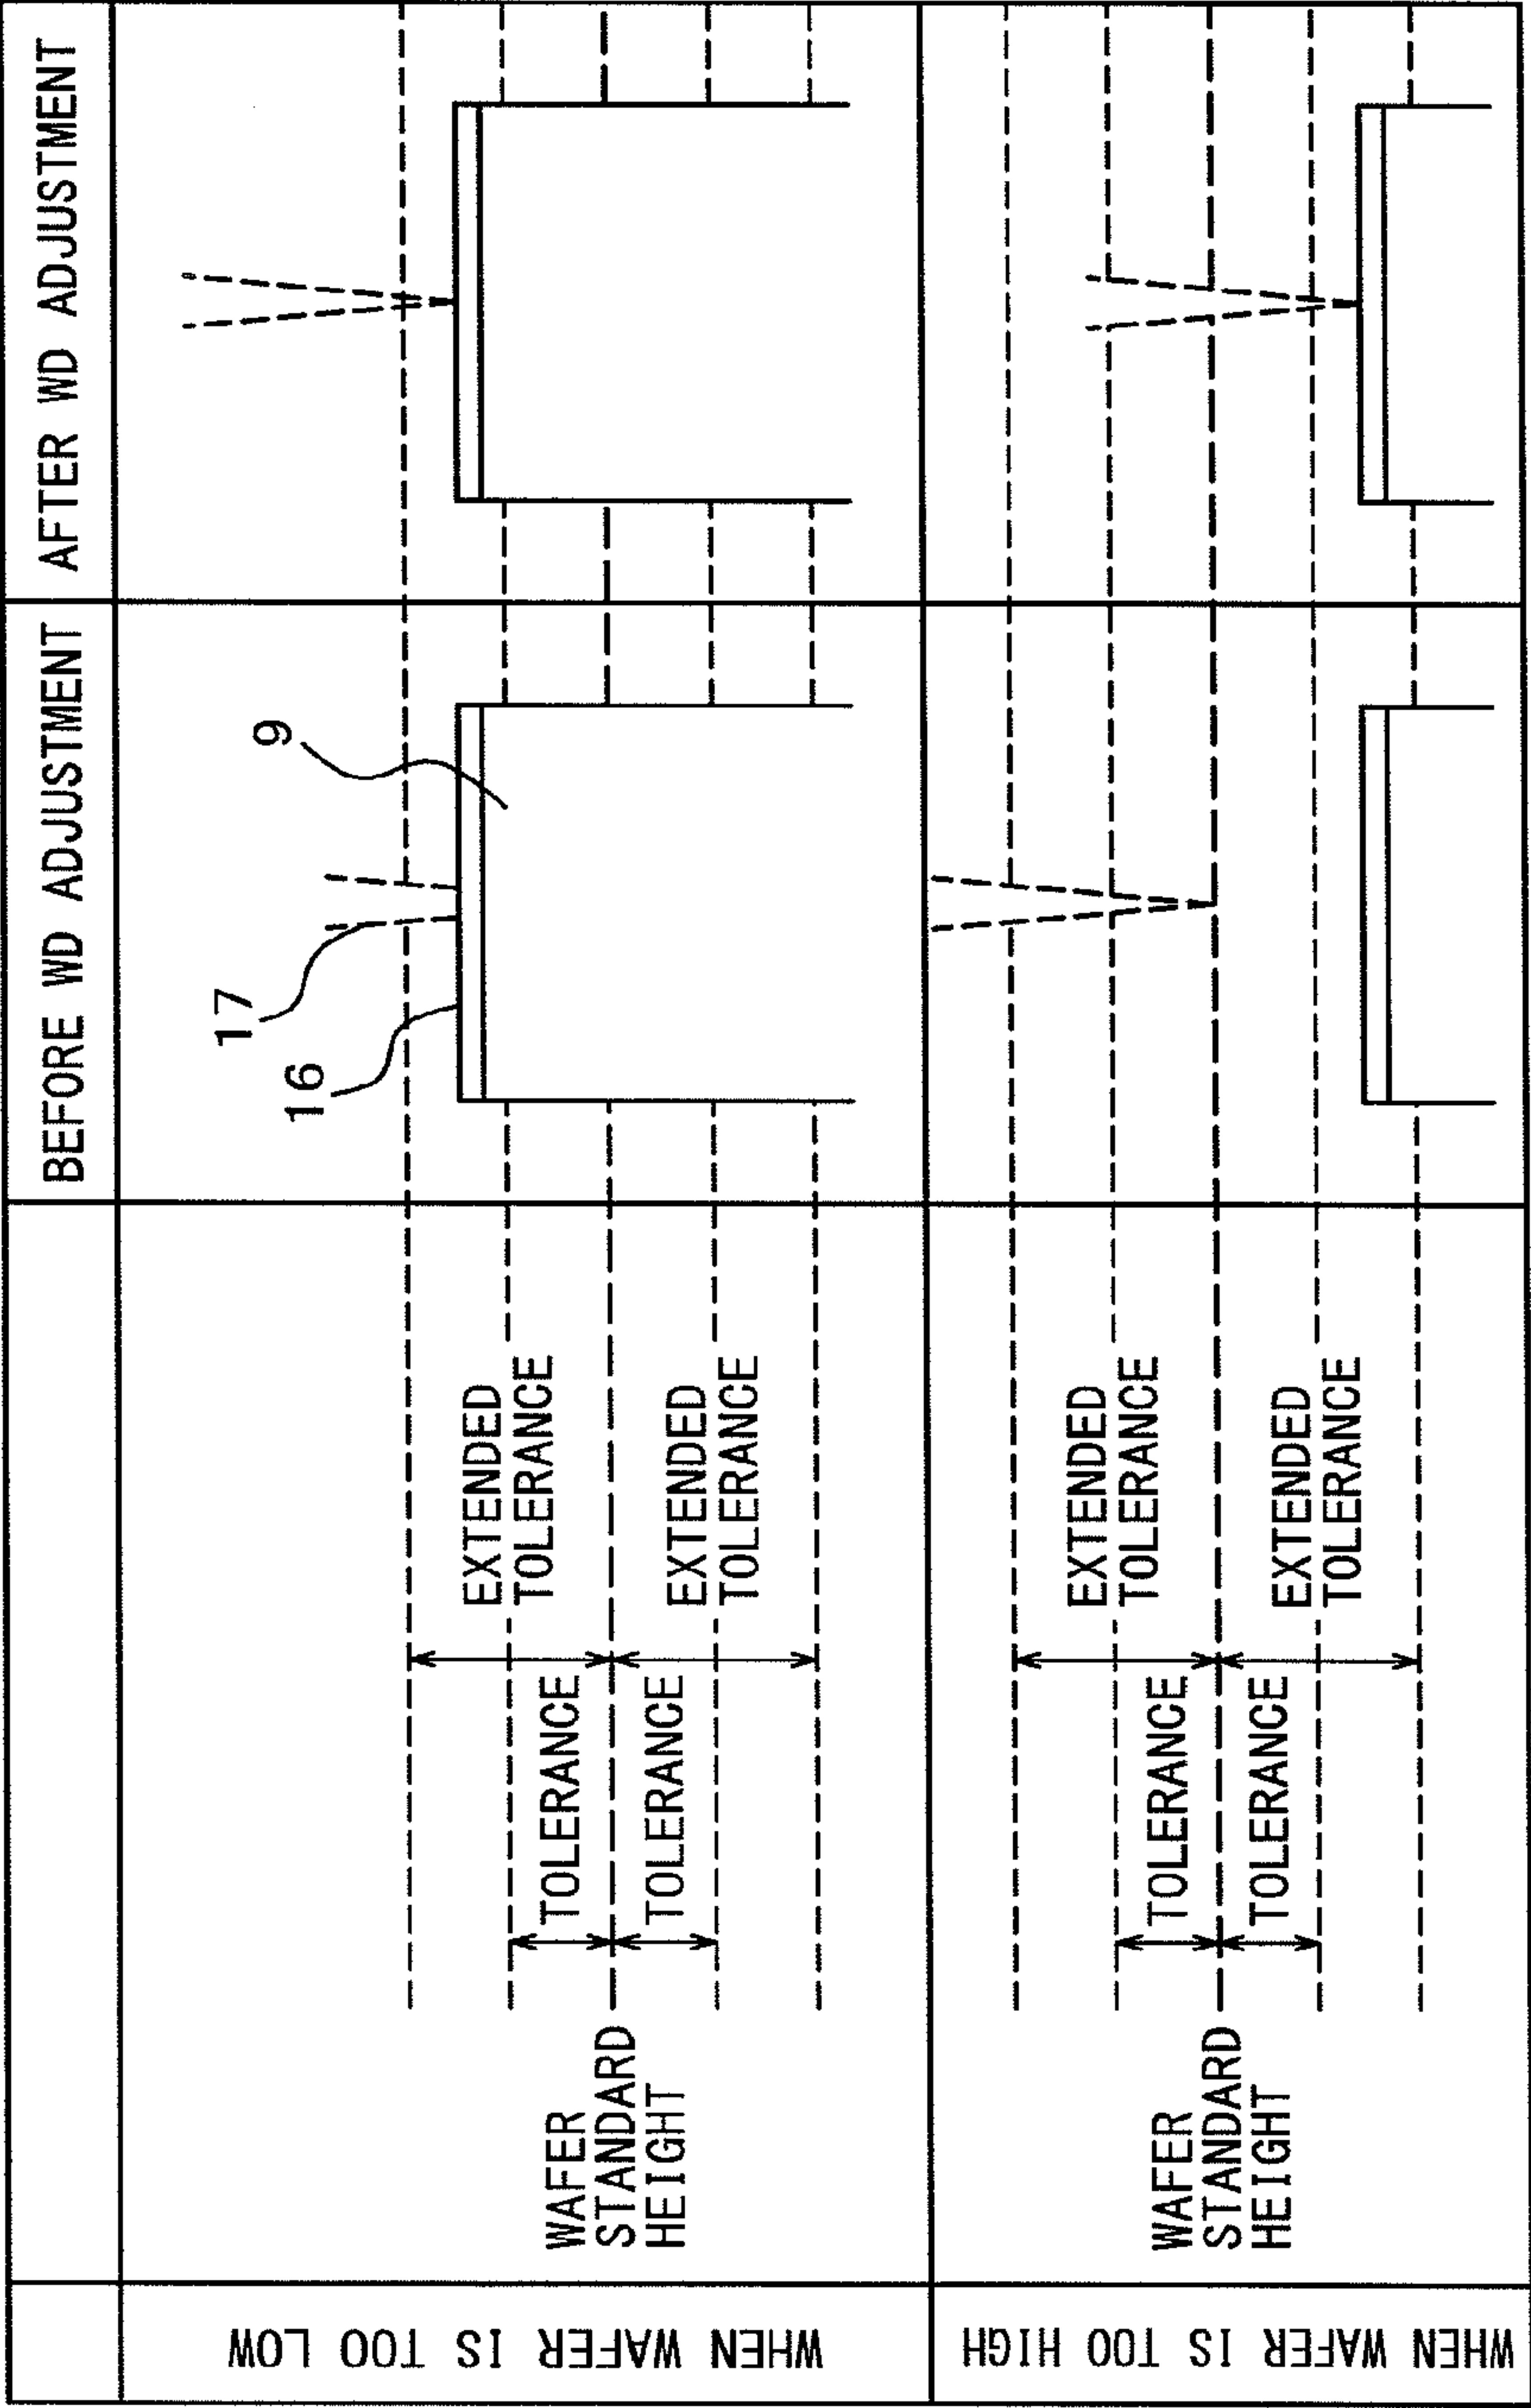 BEFORE WD ADJUSTMENT
AFTER WD ADJUSTMENT
WHEN WAFER IS TOO LOW
WAFER
STANDARD
HEIGHT
TOLERANCE
TOLERANCE
EXTENDED
TOLERANCE
EXTENDED
TOLERANCE
16
17
9
WHEN WAFER IS TOO HIGH
WAFER
STANDARD
HEIGHT
TOLERANCE
TOLERANCE
EXTENDED
TOLERANCE
EXTENDED
TOLERANCE